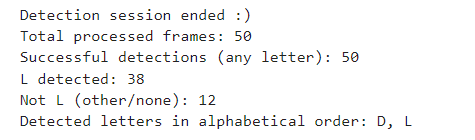 Detection session ended :)
Total processed frames: 50
Successful detections (any letter): 50
L detected: 38
Not L (other/none): 12
Detected letters in alphabetical order: D, L